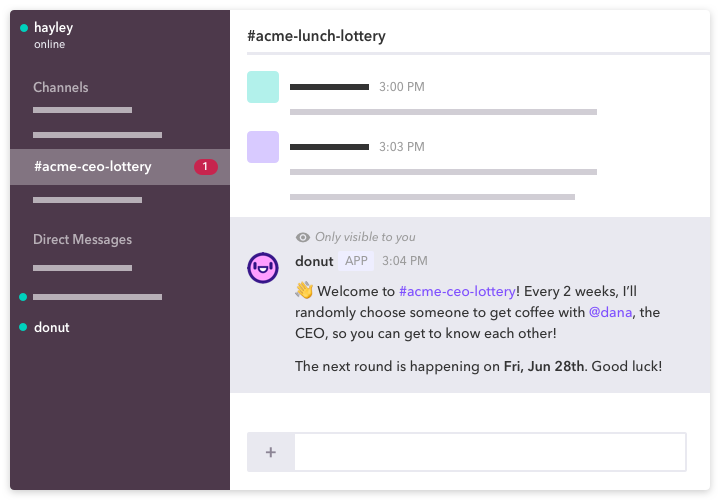 hayley
online
Channels
#acme-ceo-lottery 1
Direct Messages
donut
#acme-lunch-lottery
3:00 PM
3:03 PM
Only visible to you
donut APP 3:04 PM
👋 Welcome to #acme-ceo-lottery! Every 2 weeks, I’ll
randomly choose someone to get coffee with @dana, the
CEO, so you can get to know each other!
The next round is happening on Fri, Jun 28th. Good luck!
+